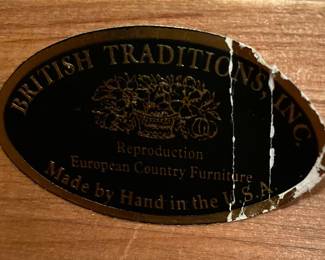 BRITISH TRADITIONS, INC.
Reproduction
European Country Furniture
Made by Hand in the U.S.A.